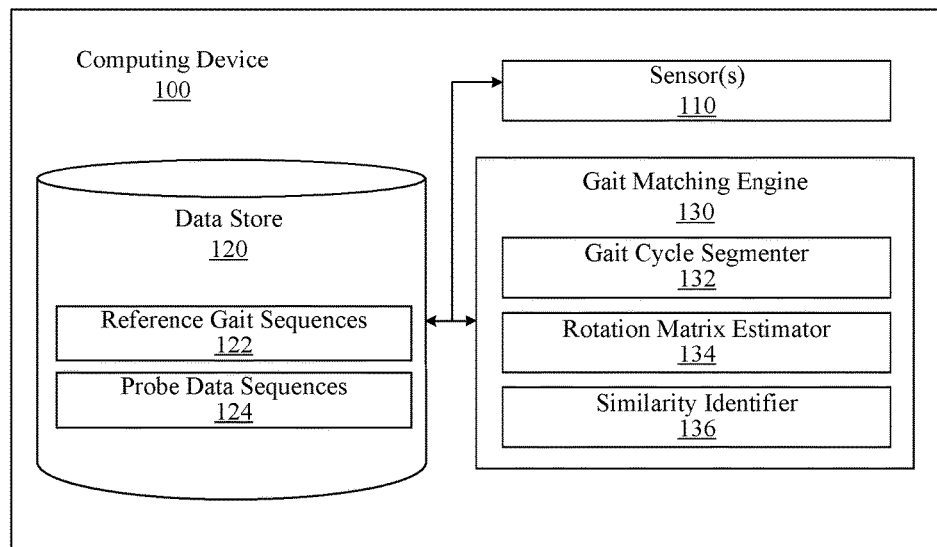 Computing Device
100
Sensor(s)
110
Data Store
120
Reference Gait Sequences
122
Probe Data Sequences
124
Gait Matching Engine
130
Gait Cycle Segmenter
132
Rotation Matrix Estimator
134
Similarity Identifier
136